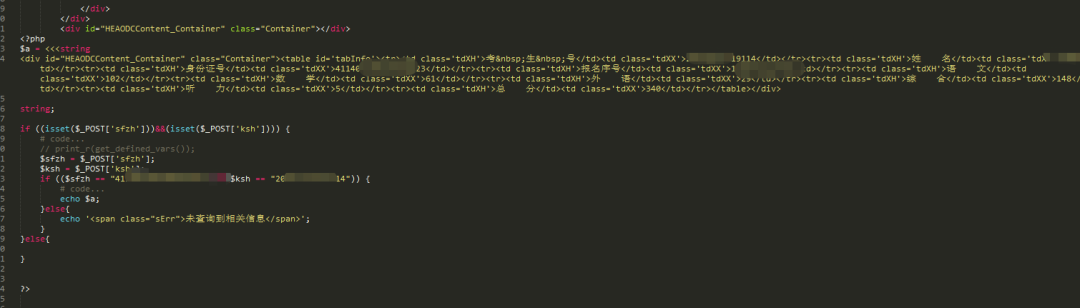 9 </div>
0 </div>
1 <div id="HEAODCContent_Container" class="Container"></div>
2 <?php
3 $a = <<<string
4 <div id="HEAODCContent_Container" class="Container"><table id='tabInfo'><tr><td class='tdXH'>考&nbsp;生&nbsp;号</td><td class='tdXX'> 19114</td></tr><tr><td class='tdXH'>姓 名</td><td class='tdX
td></tr><tr><td class='tdXH'>身份证号</td><td class='tdXX'>41140 23</td></tr><tr><td class='tdXH'>报名序号</td><td class='tdXX'>1 d></tr><tr><td class='tdXH'>语 文</td><td
class='tdXX'>102</td></tr><tr><td class='tdXH'>数 学</td><td class='tdXX'>61</td></tr><tr><td class='tdXH'>外 语</td><td class='tdXX'>29</td></tr><tr><td class='tdXH'>综 合</td><td class='tdXX'>148</
td></tr><tr><td class='tdXH'>听 力</td><td class='tdXX'>5</td></tr><tr><td class='tdXH'>总 分</td><td class='tdXX'>340</td></tr></table></div>
5
6 string;
7
8 if ((isset($_POST['sfzh']))&&(isset($_POST['ksh']))) {
9 # code...
0 // print_r(get_defined_vars());
1 $sfzh = $_POST['sfzh'];
2 $ksh = $_POST['ksh'];
3 if (($sfzh == "41 $ksh == "20 14")) {
4 # code...
5 echo $a;
6 }else{
7 echo '<span class="sErr">未查询到相关信息</span>';
8 }
9 }else{
0
1 }
2
3
4 ?>
5